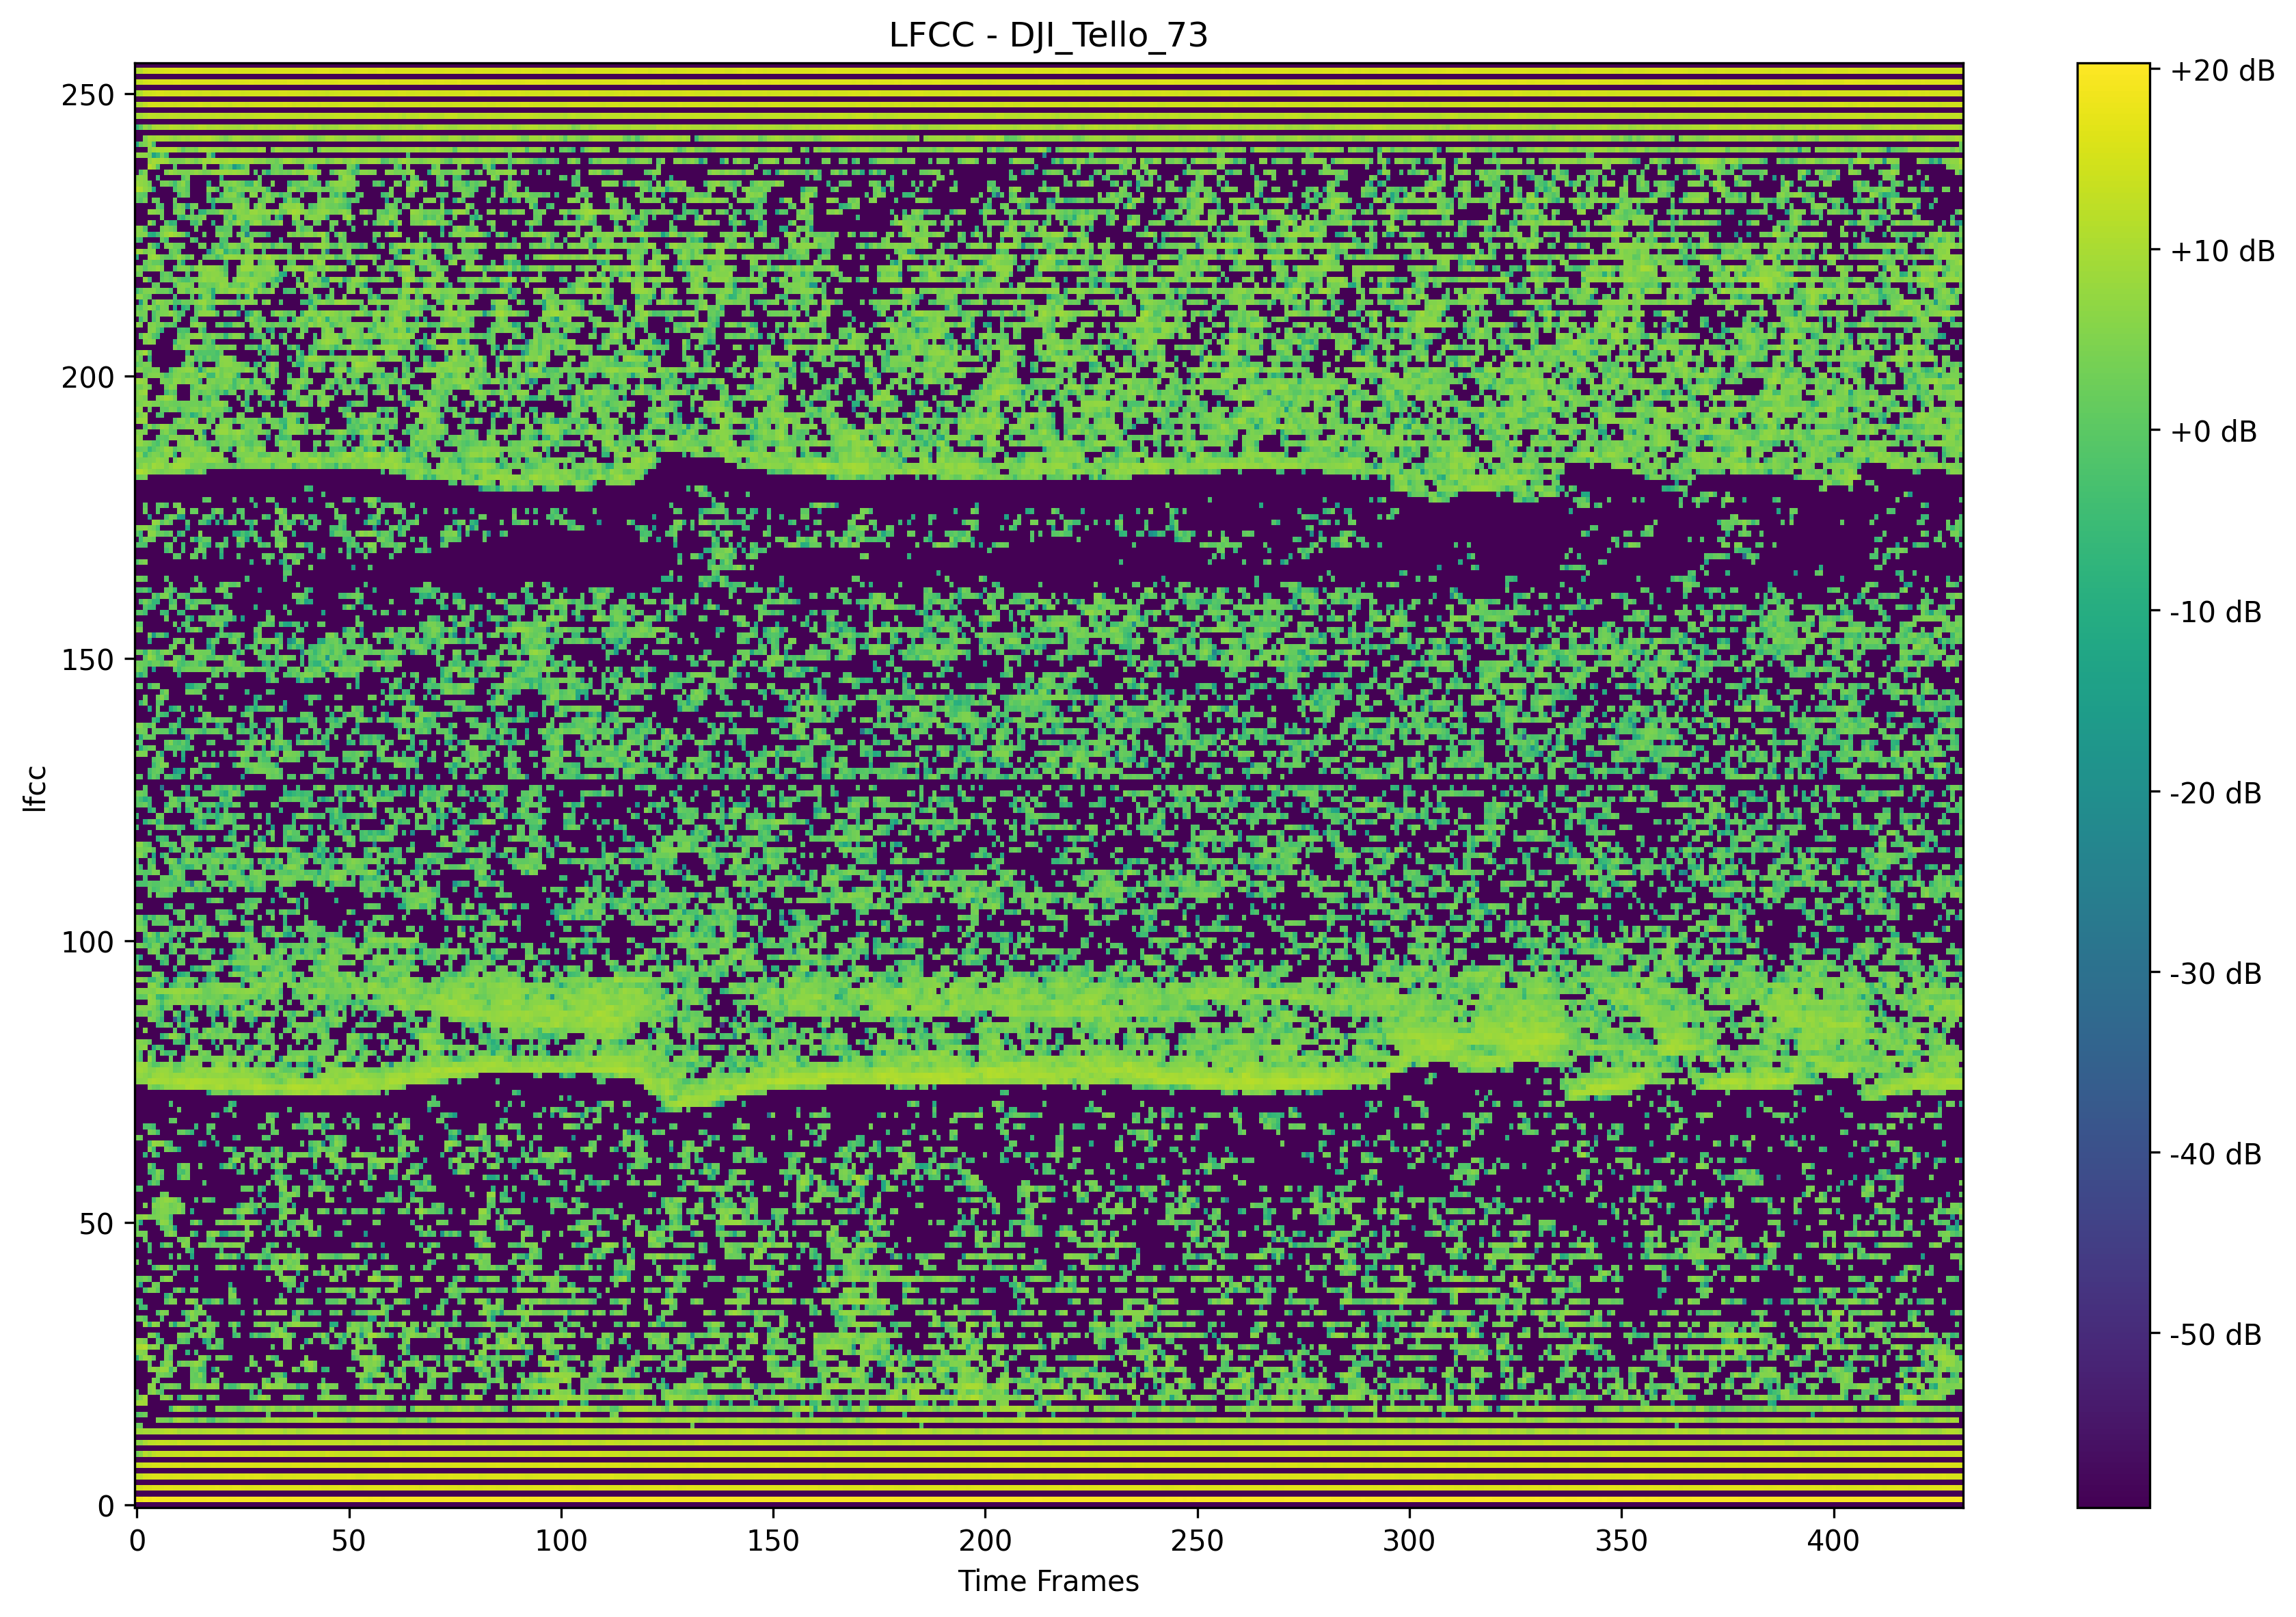 LFCC - DJI_Tello_73
250
200
150
100
50
0
lfcc
0 50 100 150 200 250 300 350 400
Time Frames
+20 dB
+10 dB
+0 dB
-10 dB
-20 dB
-30 dB
-40 dB
-50 dB